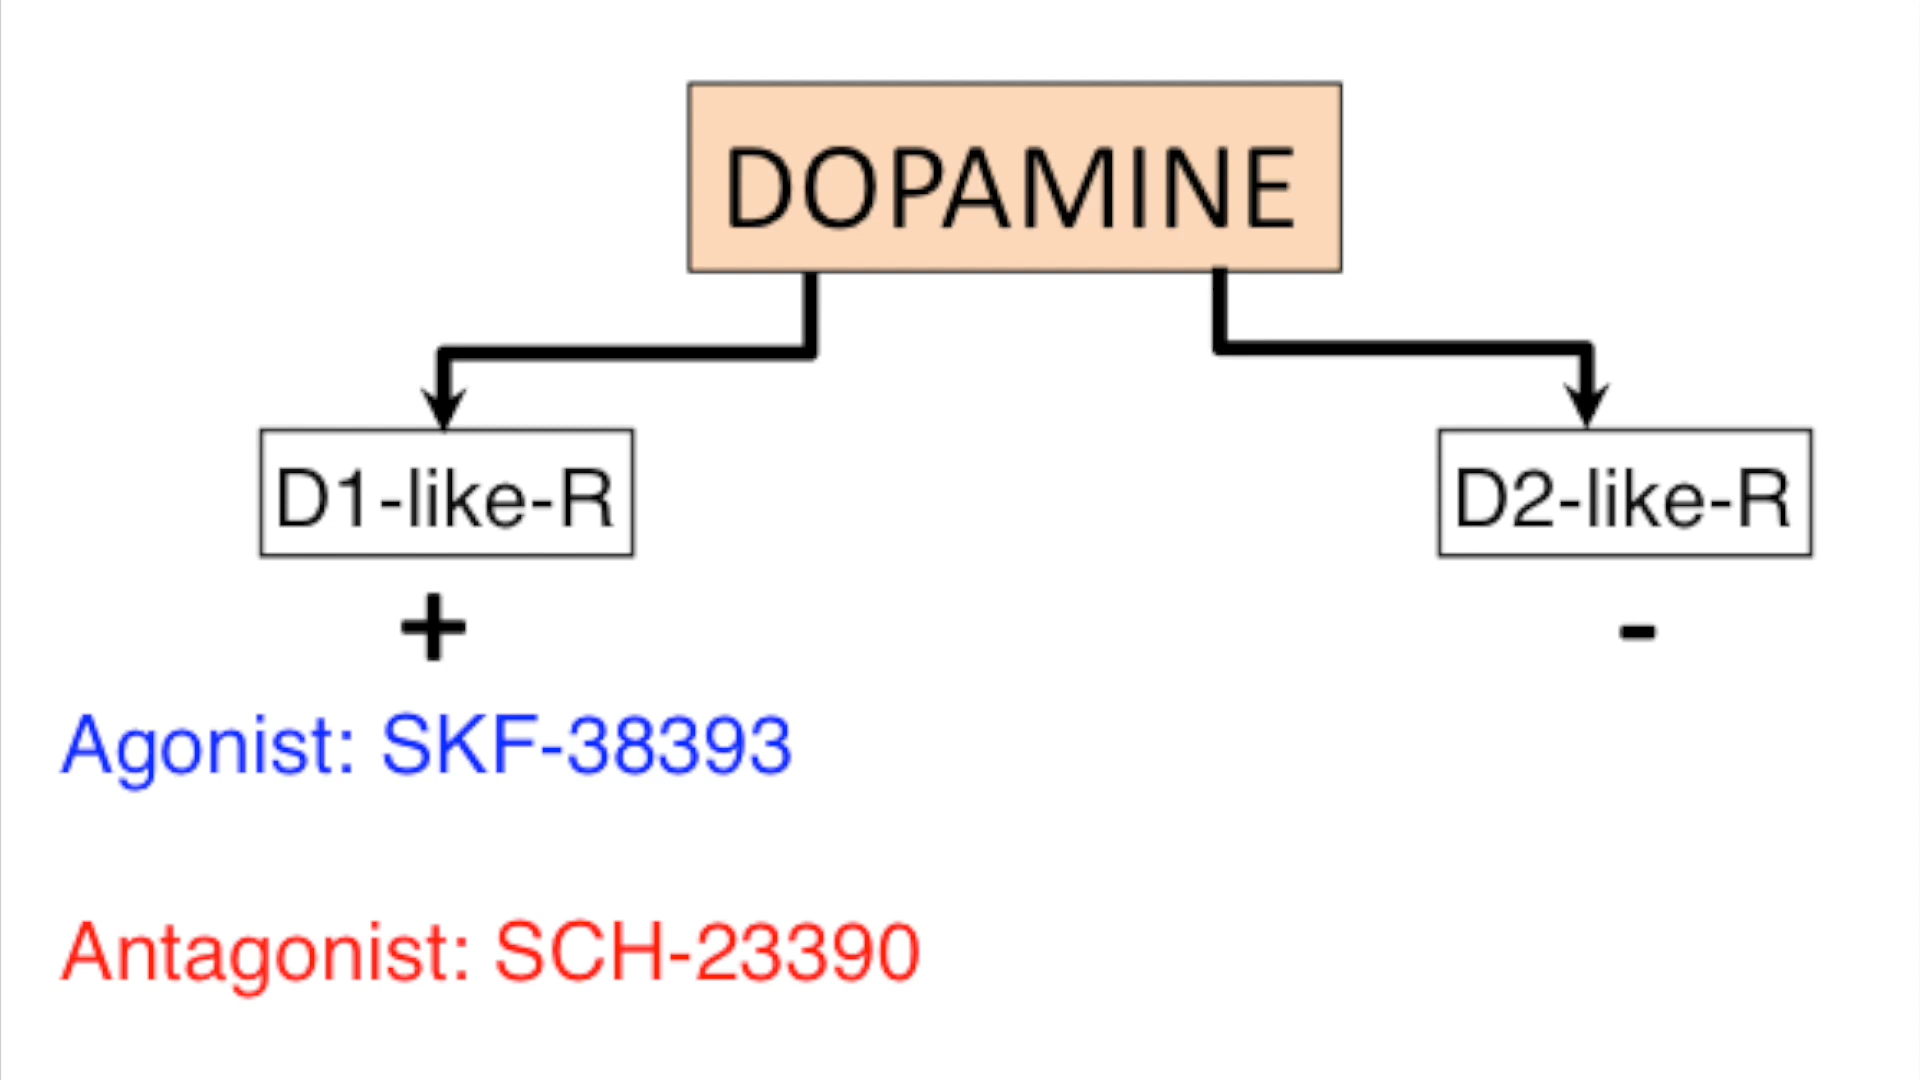 DOPAMINE
D1-like-R
D2-like-R
+
-
Agonist: SKF-38393
Antagonist: SCH-23390